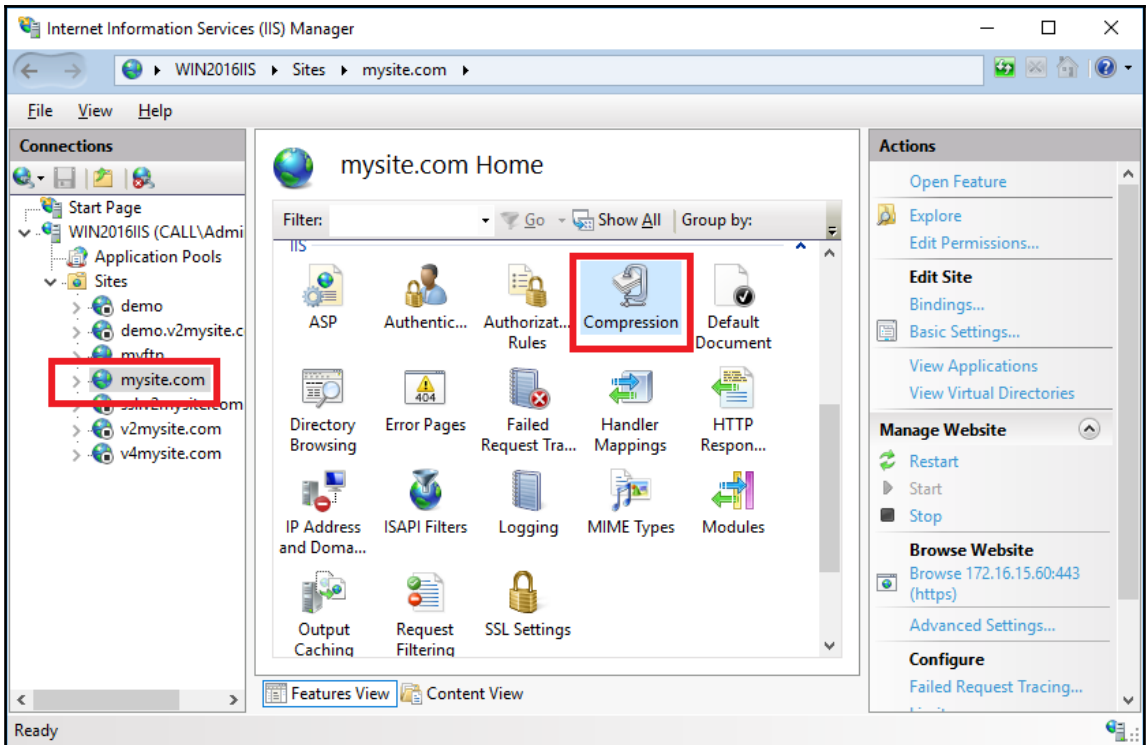 Internet Information Services (IIS) Manager
WIN2016IIS Sites mysite.com
File View Help
Connections
Start Page
WIN2016IIS (CALL\Admi
Application Pools
Sites
demo
demo.v2mysite.c
myftp
mysite.com
v2mysite.com
v4mysite.com
mysite.com Home
Filter: Go Show All Group by:
IIS
ASP
Authentic...
Authorizat...
Rules
Compression
Default
Document
Directory
Browsing
Error Pages
404
Failed
Request Tra...
Handler
Mappings
HTTP
Respon...
IP Address
and Doma...
ISAPI Filters
Logging
MIME Types
Modules
Output
Caching
Request
Filtering
SSL Settings
Features View Content View
Actions
Open Feature
Explore
Edit Permissions...
Edit Site
Bindings...
Basic Settings...
View Applications
View Virtual Directories
Manage Website
Restart
Start
Stop
Browse Website
Browse 172.16.15.60:443
(https)
Advanced Settings...
Configure
Failed Request Tracing...
Ready